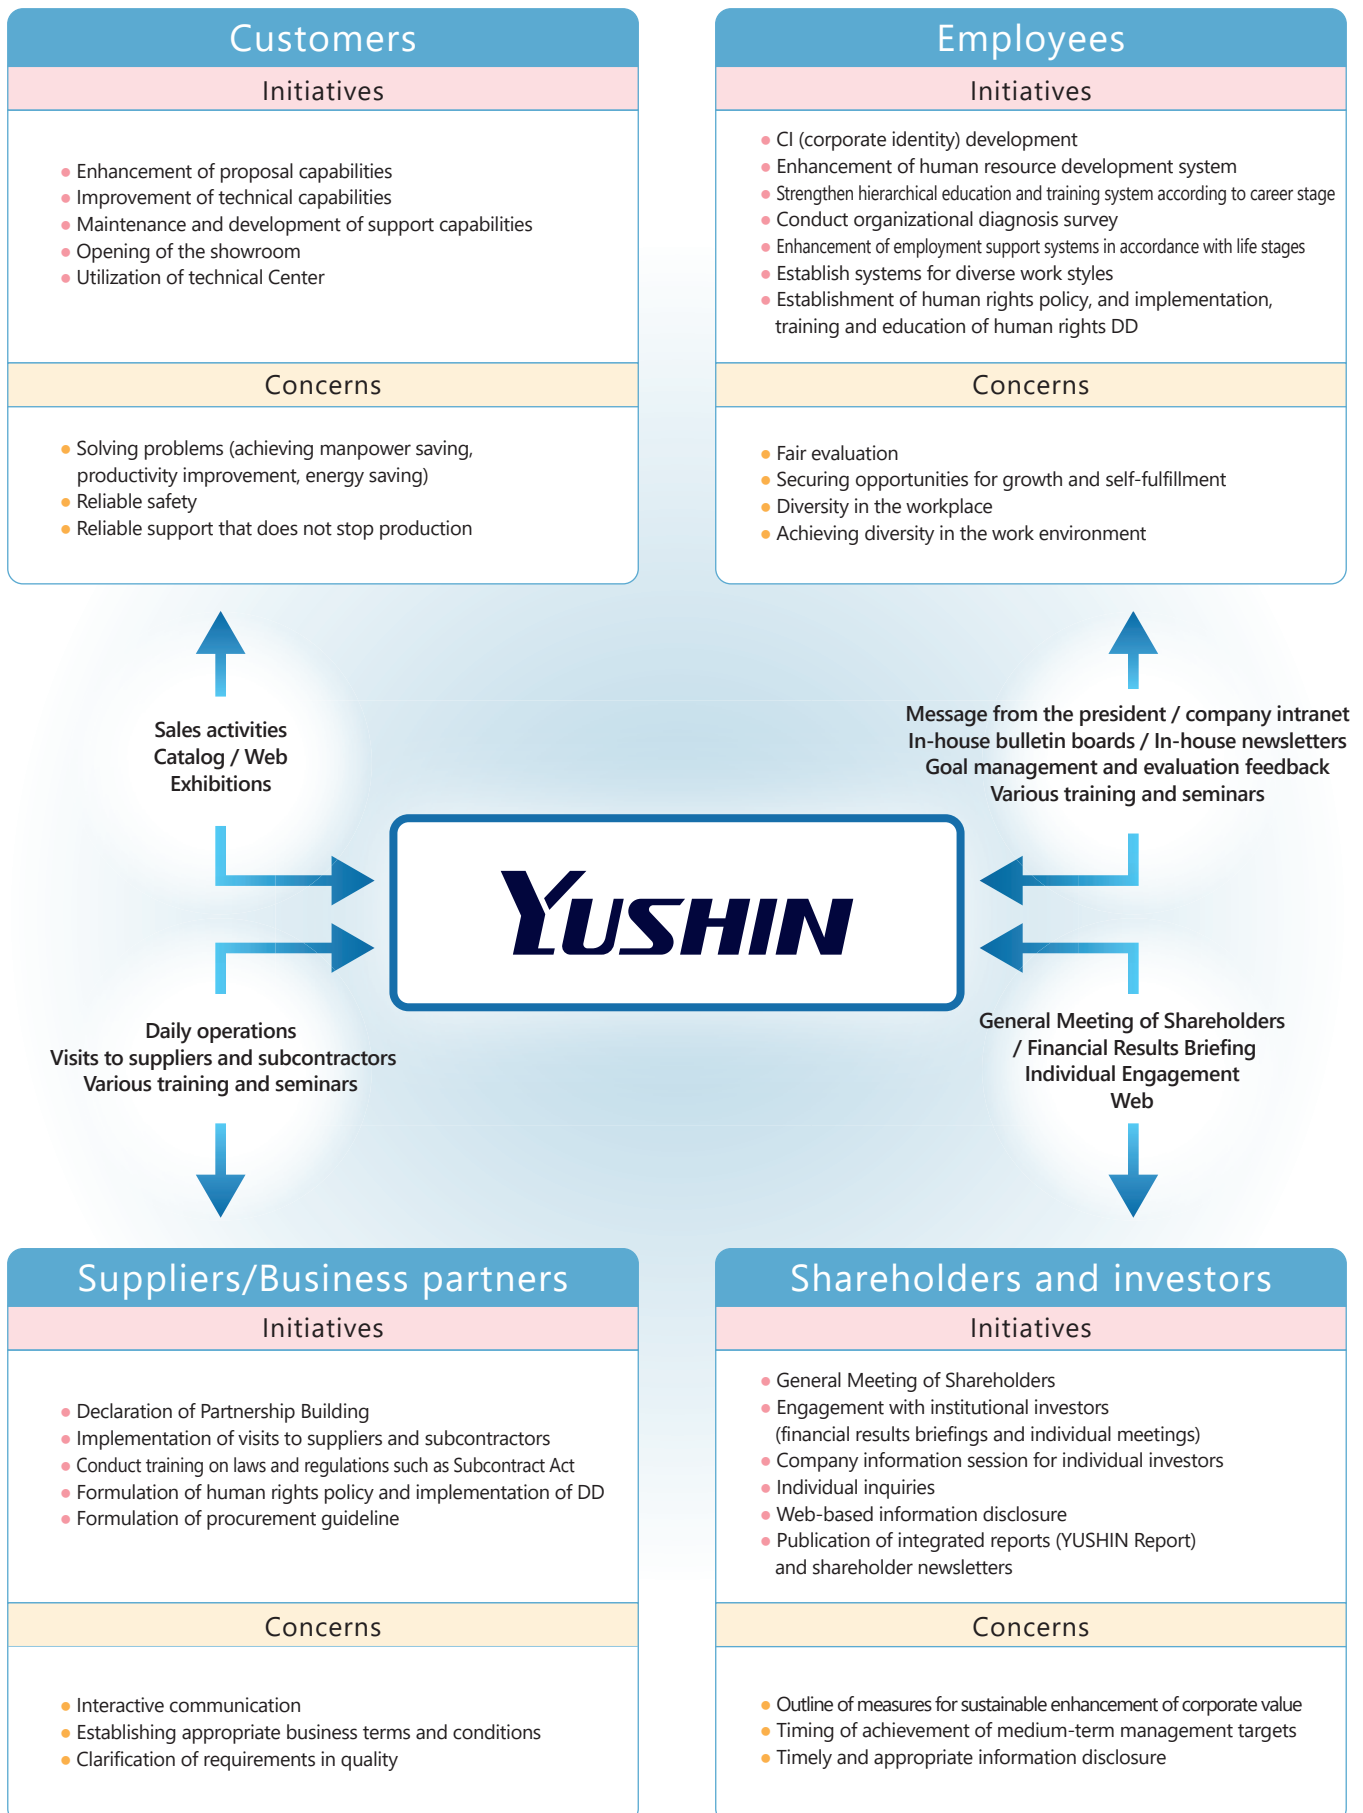 Customers
Initiatives
● Enhancement of proposal capabilities
● Improvement of technical capabilities
● Maintenance and development of support capabilities
● Opening of the showroom
● Utilization of technical Center
Concerns
● Solving problems (achieving manpower saving,
productivity improvement, energy saving)
● Reliable safety
● Reliable support that does not stop production
Employees
Initiatives
● CI (corporate identity) development
● Enhancement of human resource development system
● Strengthen hierarchical education and training system according to career stage
● Conduct organizational diagnosis survey
● Enhancement of employment support systems in accordance with life stages
● Establish systems for diverse work styles
● Establishment of human rights policy, and implementation,
training and education of human rights DD
Concerns
● Fair evaluation
● Securing opportunities for growth and self-fulfillment
● Diversity in the workplace
● Achieving diversity in the work environment
Sales activities
Catalog / Web
Exhibitions
Message from the president / company intranet
In-house bulletin boards / In-house newsletters
Goal management and evaluation feedback
Various training and seminars
YUSHIN
Daily operations
Visits to suppliers and subcontractors
Various training and seminars
General Meeting of Shareholders
/ Financial Results Briefing
Individual Engagement
Web
Suppliers/Business partners
Initiatives
● Declaration of Partnership Building
● Implementation of visits to suppliers and subcontractors
● Conduct training on laws and regulations such as Subcontract Act
● Formulation of human rights policy and implementation of DD
● Formulation of procurement guideline
Concerns
● Interactive communication
● Establishing appropriate business terms and conditions
● Clarification of requirements in quality
Shareholders and investors
Initiatives
● General Meeting of Shareholders
● Engagement with institutional investors
(financial results briefings and individual meetings)
● Company information session for individual investors
● Individual inquiries
● Web-based information disclosure
● Publication of integrated reports (YUSHIN Report)
and shareholder newsletters
Concerns
● Outline of measures for sustainable enhancement of corporate value
● Timing of achievement of medium-term management targets
● Timely and appropriate information disclosure